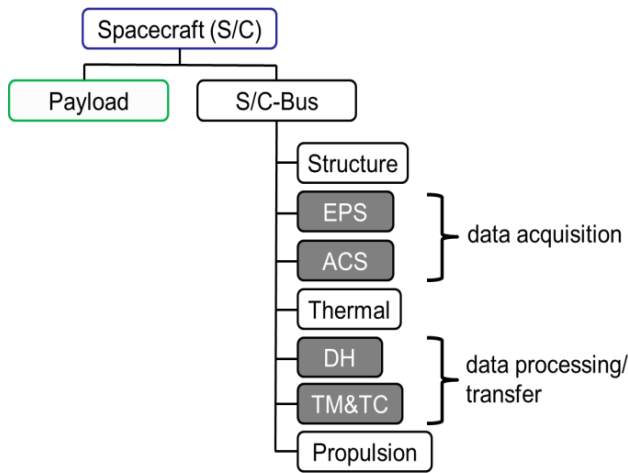 Spacecraft (S/C)
Payload
S/C-Bus
Structure
EPS
ACS
data acquisition
Thermal
DH
TM&TC
data processing/
transfer
Propulsion